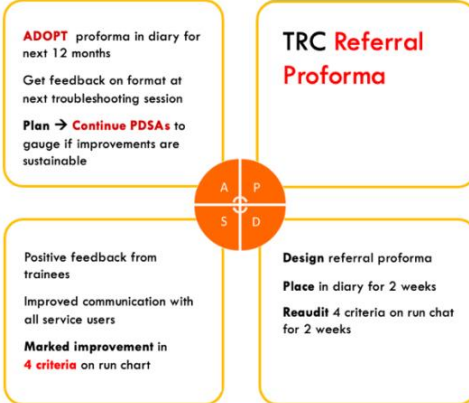 ADOPT proforma in diary for
next 12 months
Get feedback on format at
next troubleshooting session
Plan → Continue PDSAs to
gauge if improvements are
sustainable
TRC Referral
Proforma
A P
S D
Positive feedback from
trainees
Improved communication with
all service users
Marked improvement in
4 criteria on run chart
Design referral proforma
Place in diary for 2 weeks
Reaudit 4 criteria on run chat
for 2 weeks